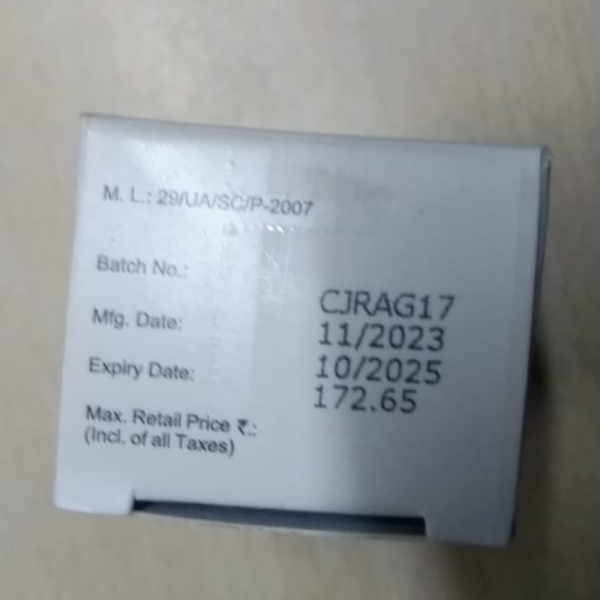 M. L.: 29/UA/SC/P-2007
Batch No.: CJRAG17
Mfg. Date: 11/2023
Expiry Date: 10/2025
Max. Retail Price ₹.: 172.65
(Incl. of all Taxes)